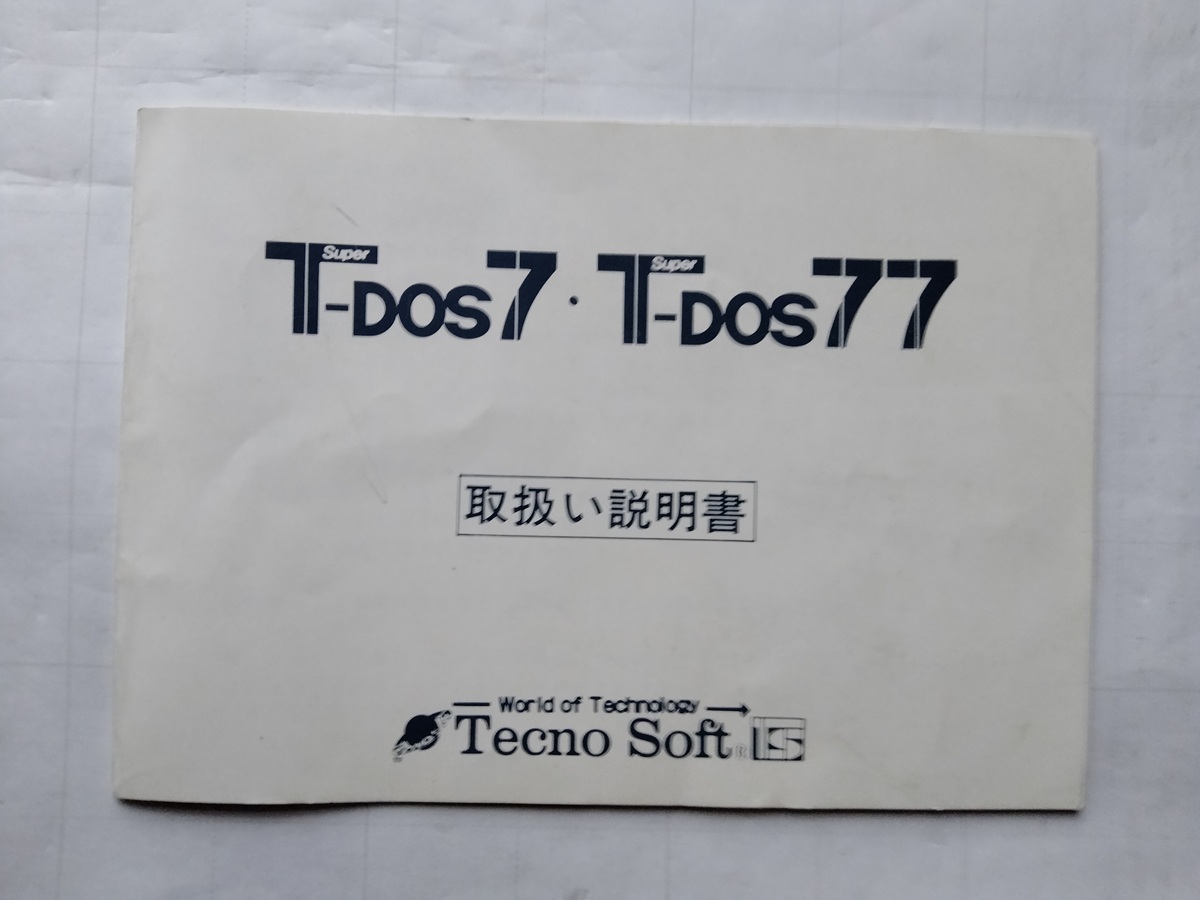 Super T-DOS7・Super T-DOS77
取扱い説明書
World of Technology
Tecno Soft®